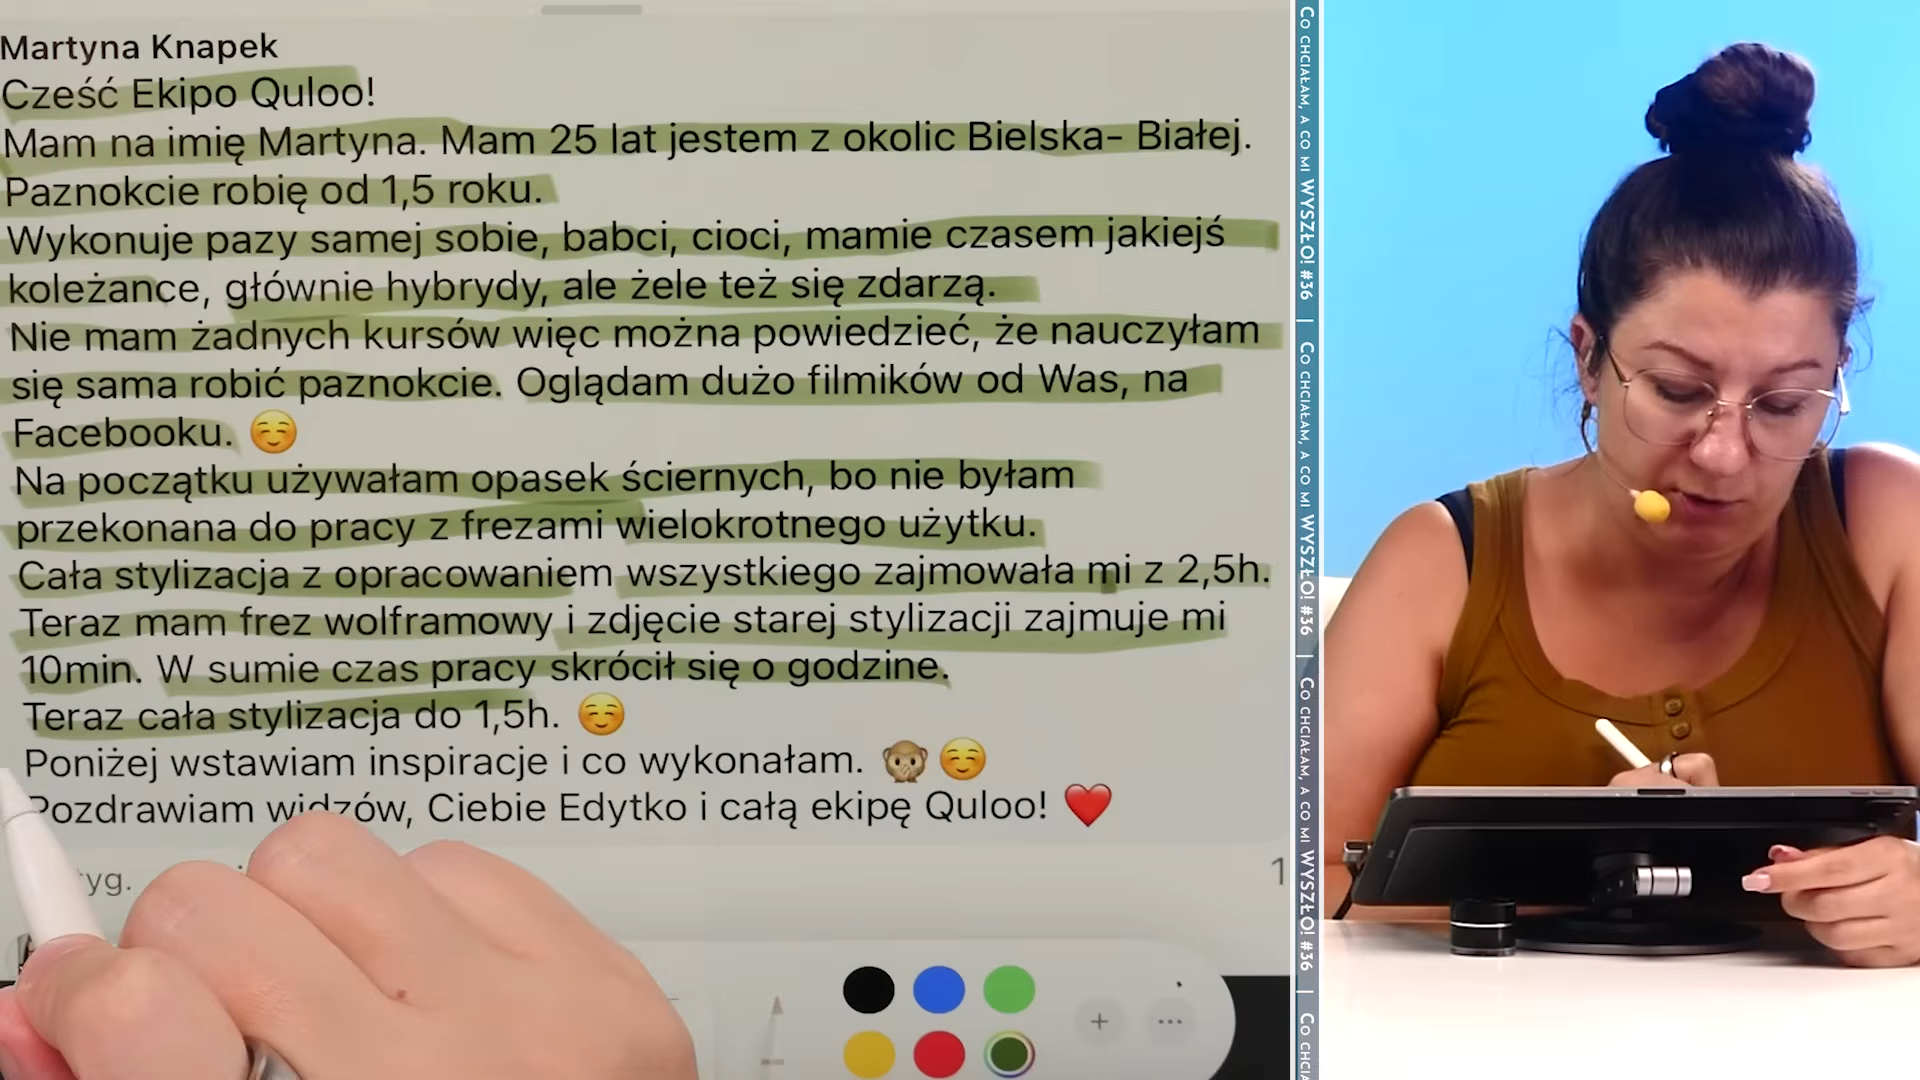 Martyna Knapek
Cześć Ekipo Quloo!
Mam na imię Martyna. Mam 25 lat jestem z okolic Bielska- Białej.
Paznokcie robię od 1,5 roku.
Wykonuje pazy samej sobie, babci, cioci, mamie czasem jakiejś
koleżance, głównie hybrydy, ale żele też się zdarzą.
Nie mam żadnych kursów więc można powiedzieć, że nauczyłam
się sama robić paznokcie. Oglądam dużo filmików od Was, na
Facebooku. ☺️
Na początku używałam opasek ściernych, bo nie byłam
przekonana do pracy z frezami wielokrotnego użytku.
Cała stylizacja z opracowaniem wszystkiego zajmowała mi z 2,5h.
Teraz mam frez wolframowy i zdjęcie starej stylizacji zajmuje mi
10min. W sumie czas pracy skrócił się o godzine.
Teraz cała stylizacja do 1,5h. ☺️
Poniżej wstawiam inspiracje i co wykonałam. 🙊☺️
Pozdrawiam widzów, Ciebie Edytko i całą ekipę Quloo! ❤️
yg.
1
Co chciałam, a co mi WYSZŁO! #36 | Co chciałam, a co mi WYSZŁO! #36 | Co chciałam, a co mi WYSZŁO! #36 | Co chcia